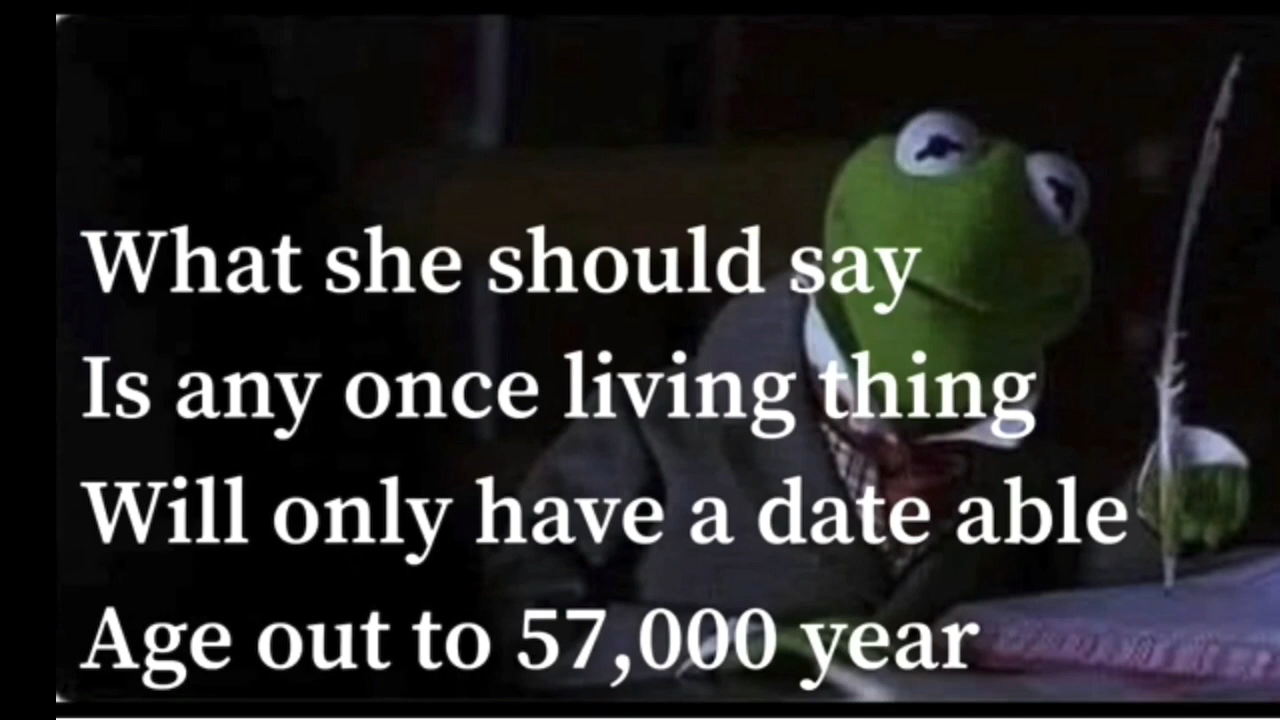 What she should say
Is any once living thing
Will only have a date able
Age out to 57,000 year